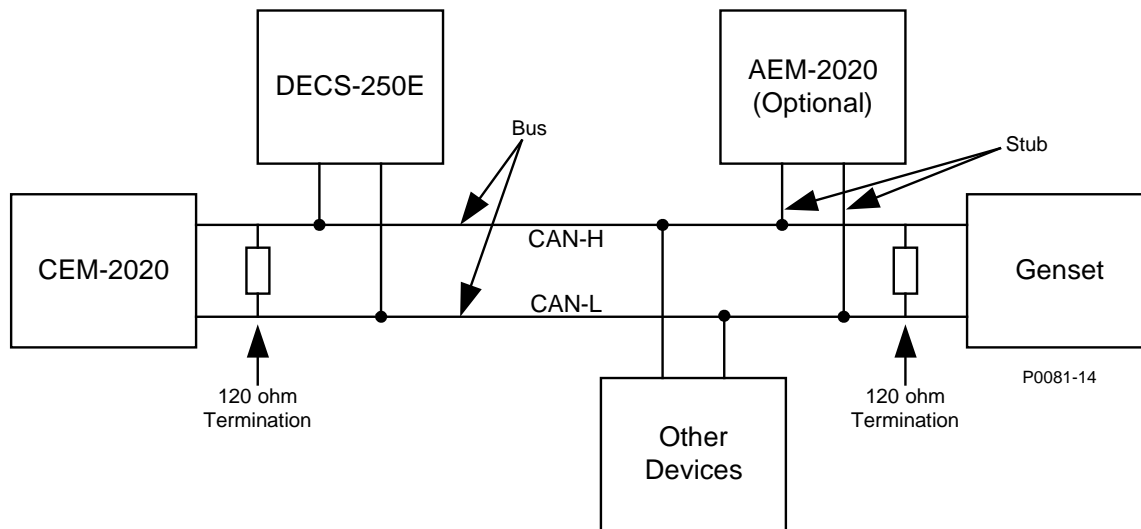 DECS-250E
AEM-2020
(Optional)
Bus
Stub
CEM-2020
CAN-H
CAN-L
Genset
120 ohm
Termination
Other
Devices
120 ohm
Termination
P0081-14